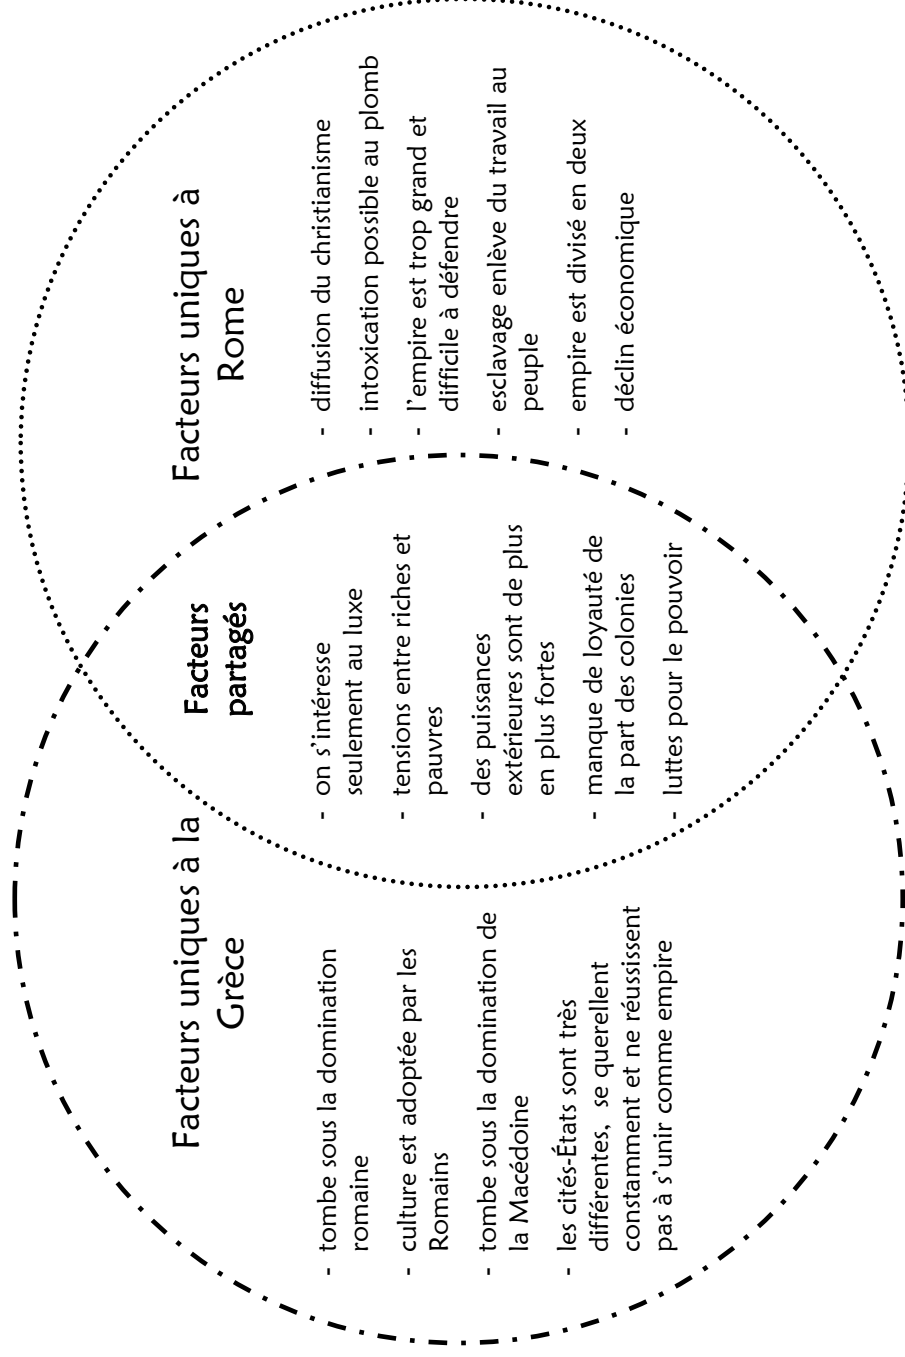 Facteurs uniques à la
Grèce
- tombe sous la domination
romaine
- culture est adoptée par les
Romains
- tombe sous la domination de
la Macédoine
- les cités-États sont très
différentes, se querellent
constamment et ne réussissent
pas à s'unir comme empire
Facteurs
partagés
- on s'intéresse
seulement au luxe
- tensions entre riches et
pauvres
- des puissances
extérieures sont de plus
en plus fortes
- manque de loyauté de
la part des colonies
- luttes pour le pouvoir
Facteurs uniques à
Rome
- diffusion du christianisme
- intoxication possible au plomb
- l'empire est trop grand et
difficile à défendre
- esclavage enlève du travail au
peuple
- empire est divisé en deux
- déclin économique